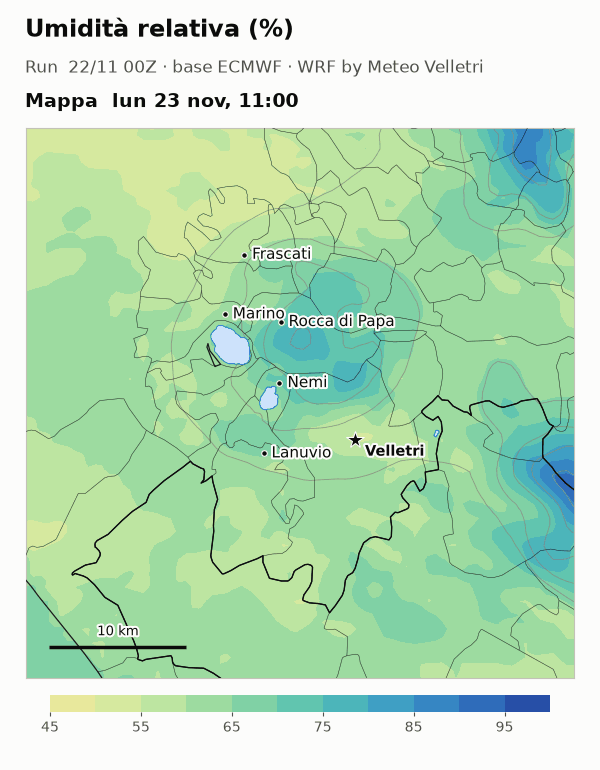 Umidità relativa (%)
Run  22/11 00Z · base ECMWF · WRF by Meteo Velletri
Mappa  lun 23 nov, 11:00
Frascati
Marino
Rocca di Papa
Nemi
Lanuvio
Velletri
10 km
45 55 65 75 85 95